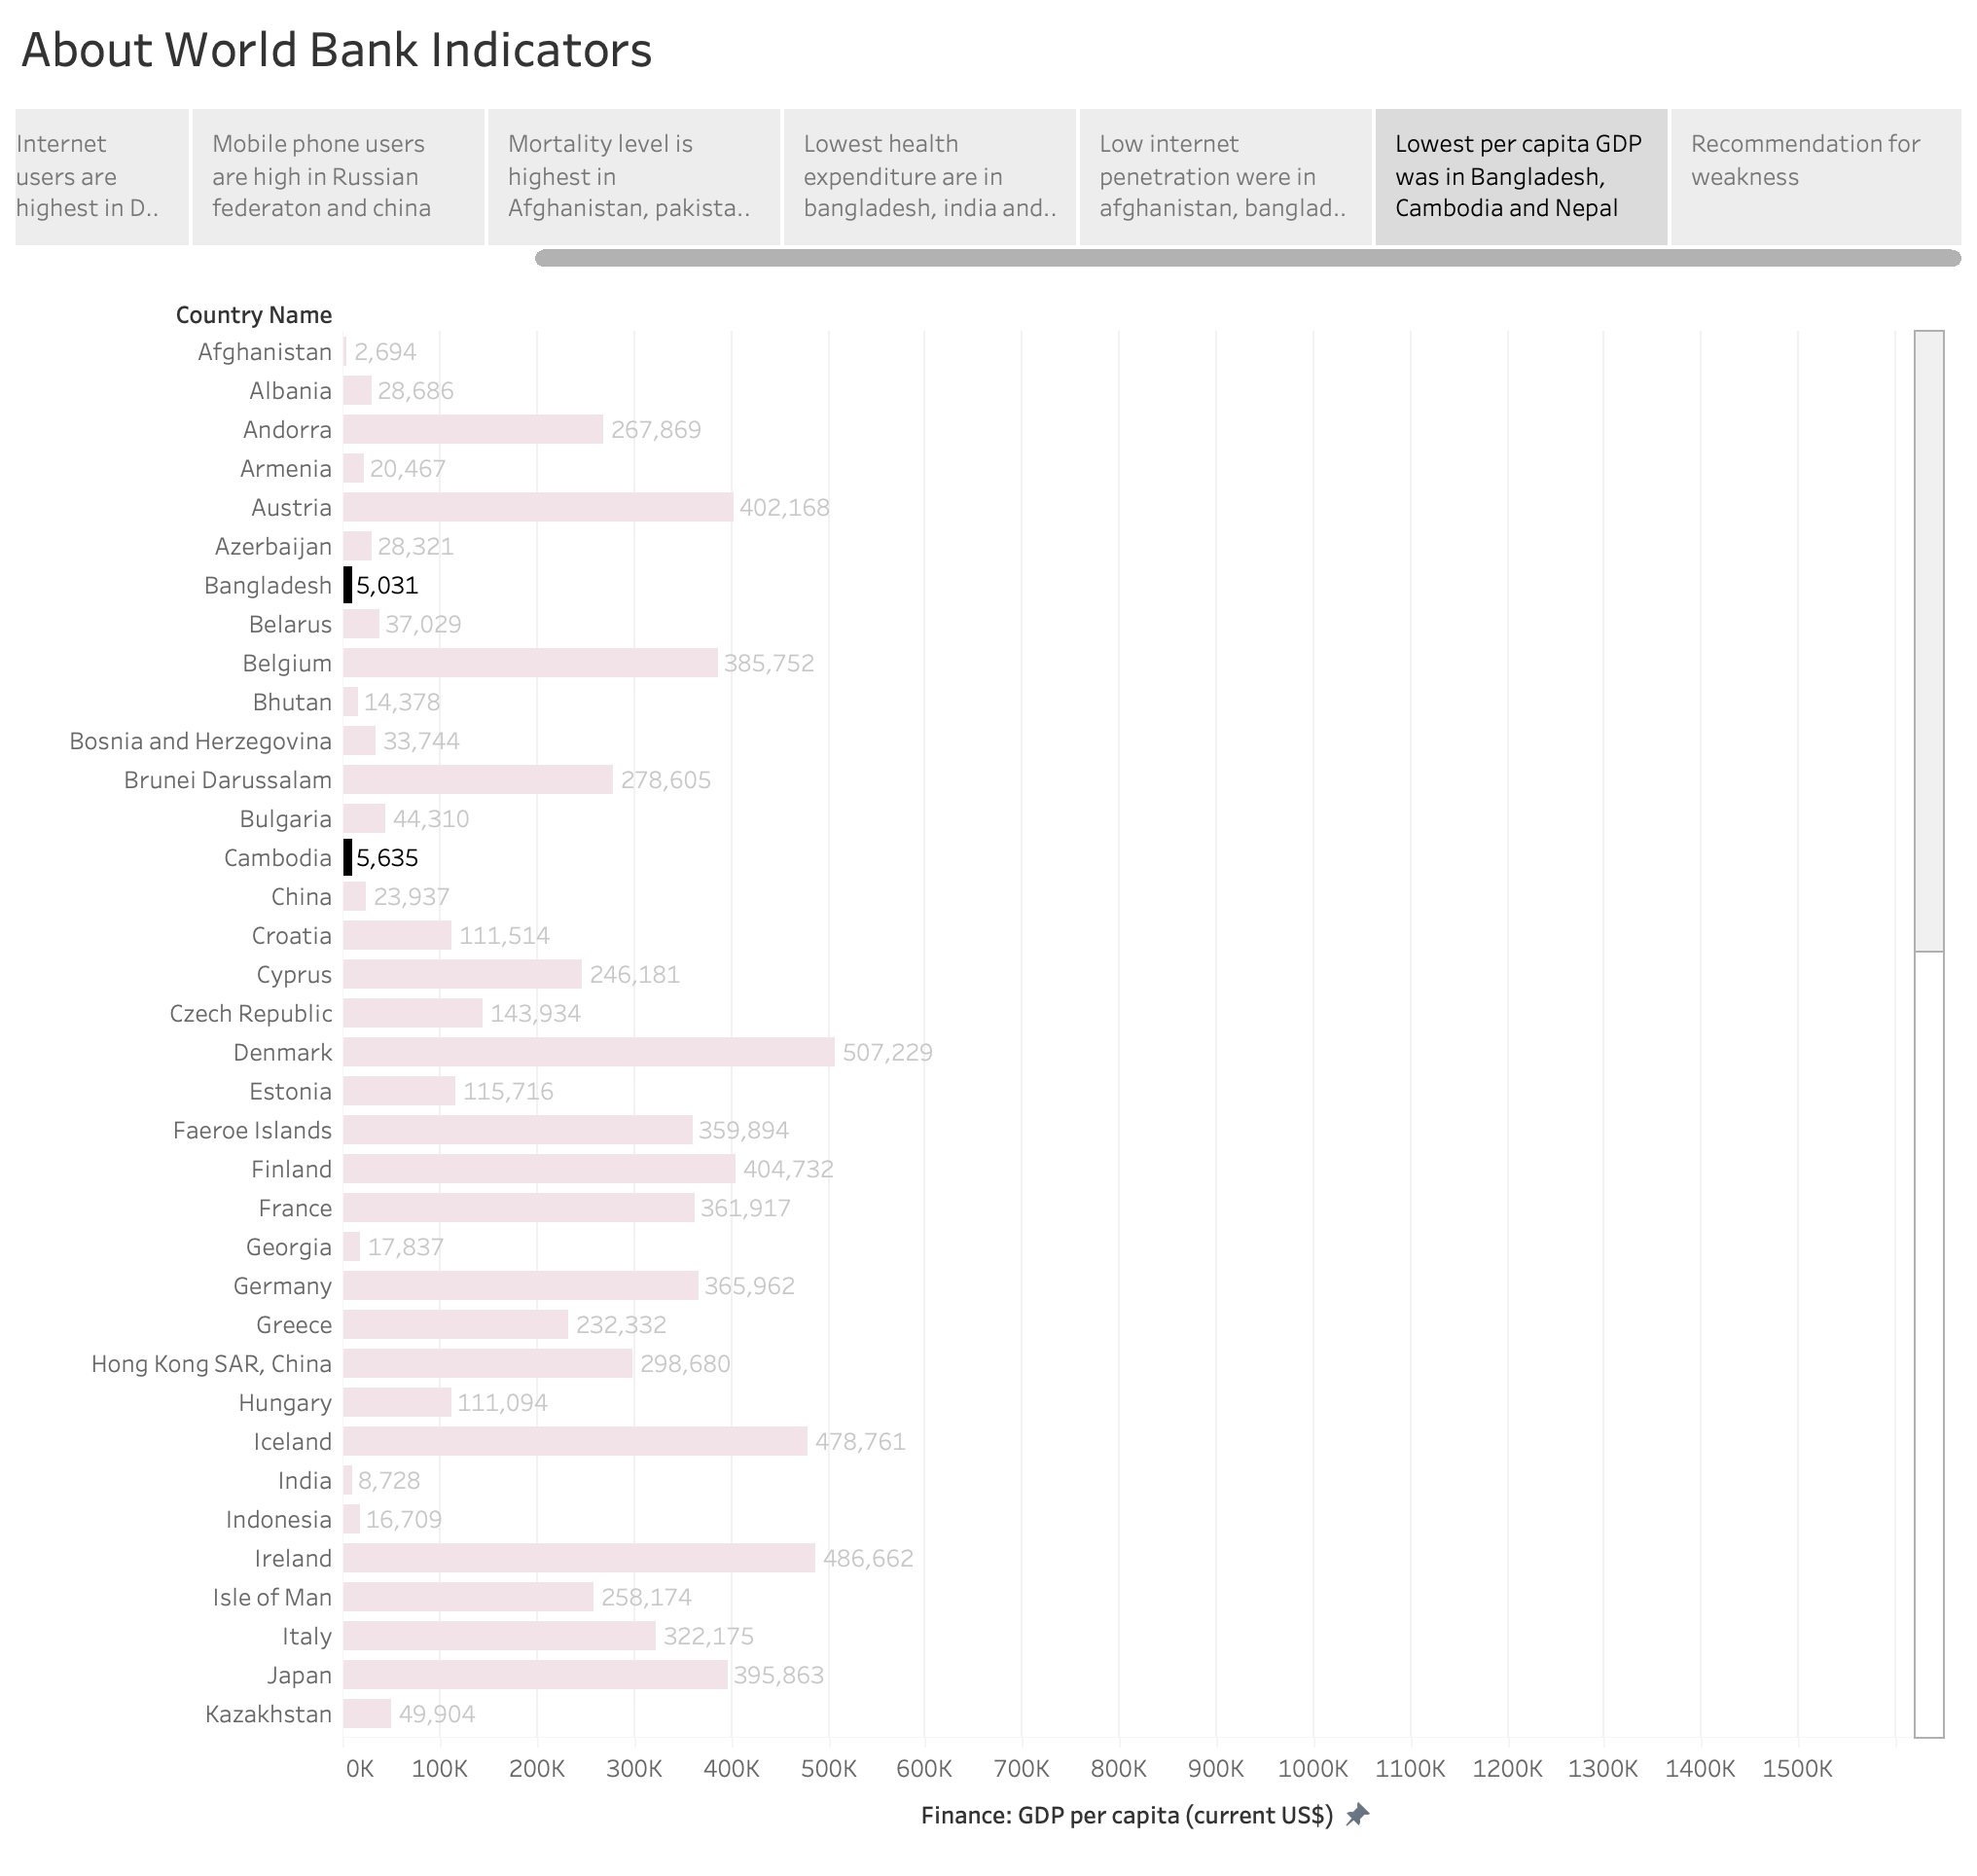 About World Bank Indicators
Internet
users are
highest in D..
Mobile phone users
are high in Russian
federaton and china
Mortality level is
highest in
Afghanistan, pakista..
Lowest health
expenditure are in
bangladesh, india and..
Low internet
penetration were in
afghanistan, banglad..
Lowest per capita GDP
was in Bangladesh,
Cambodia and Nepal
Recommendation for
weakness
Country Name
Afghanistan 2,694
Albania 28,686
Andorra 267,869
Armenia 20,467
Austria 402,168
Azerbaijan 28,321
Bangladesh 5,031
Belarus 37,029
Belgium 385,752
Bhutan 14,378
Bosnia and Herzegovina 33,744
Brunei Darussalam 278,605
Bulgaria 44,310
Cambodia 5,635
China 23,937
Croatia 111,514
Cyprus 246,181
Czech Republic 143,934
Denmark 507,229
Estonia 115,716
Faeroe Islands 359,894
Finland 404,732
France 361,917
Georgia 17,837
Germany 365,962
Greece 232,332
Hong Kong SAR, China 298,680
Hungary 111,094
Iceland 478,761
India 8,728
Indonesia 16,709
Ireland 486,662
Isle of Man 258,174
Italy 322,175
Japan 395,863
Kazakhstan 49,904
0K 100K 200K 300K 400K 500K 600K 700K 800K 900K 1000K 1100K 1200K 1300K 1400K 1500K
Finance: GDP per capita (current US$)